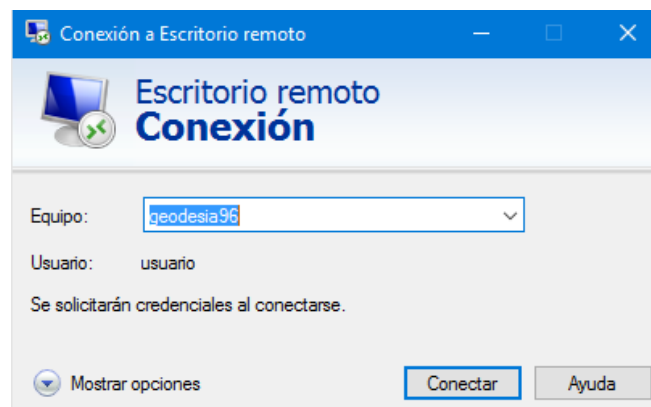 Conexión a Escritorio remoto
Escritorio remoto
Conexión
Equipo: geodesia96
Usuario: usuario
Se solicitarán credenciales al conectarse.
Mostrar opciones Conectar Ayuda